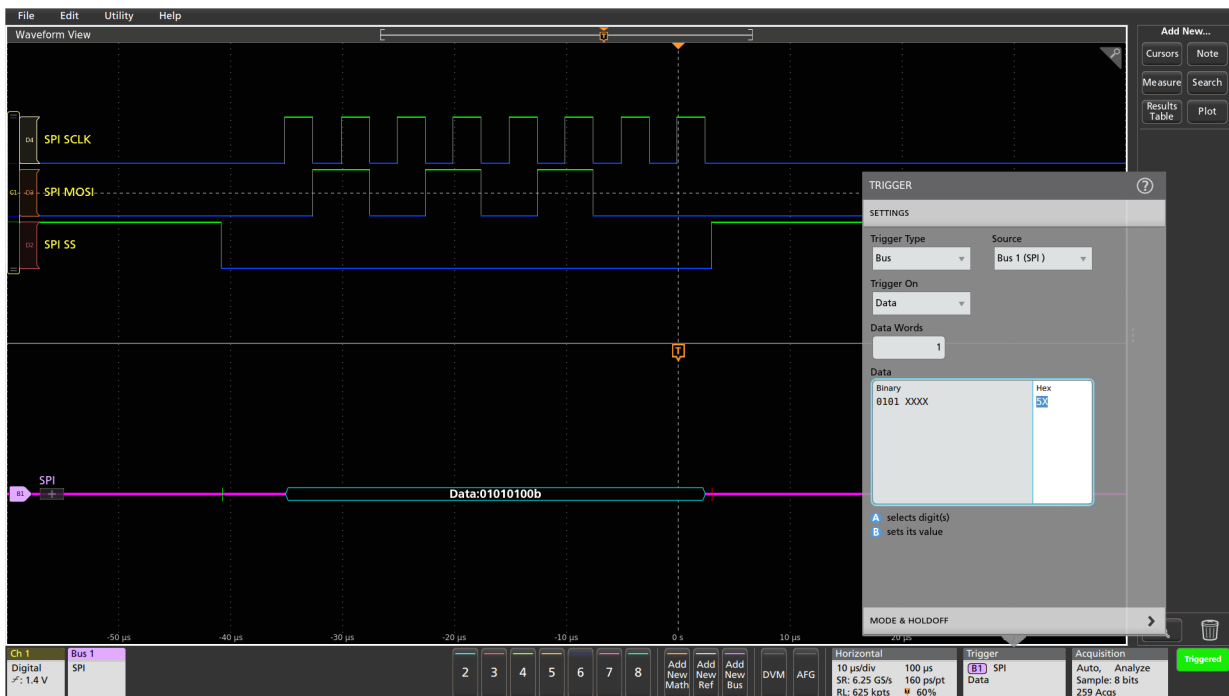 File Edit Utility Help
Waveform View
Add New...
Cursors Note
Measure Search
Results Table Plot
D4 SPI SCLK
C1 D3 SPI MOSI
D2 SPI SS
T
T
TRIGGER ?
SETTINGS
Trigger Type Source
Bus Bus 1 (SPI )
Trigger On
Data
Data Words
1
Data
Binary Hex
0101 XXXX 5X
A selects digit(s)
B sets its value
MODE & HOLDOFF
SPI
B1 + Data:01010100b
-50 µs -40 µs -30 µs -20 µs -10 µs 0 s 10 µs 20 µs
Ch 1
Digital
: 1.4 V
Bus 1
SPI
2 3 4 5 6 7 8
Add New Math
Add New Ref
Add New Bus
DVM AFG
Horizontal
10 µs/div 100 µs
SR: 6.25 GS/s 160 ps/pt
RL: 625 kpts 60%
Trigger
B1 SPI
Data
Acquisition
Auto, Analyze
Sample: 8 bits
259 Acqs
Triggered